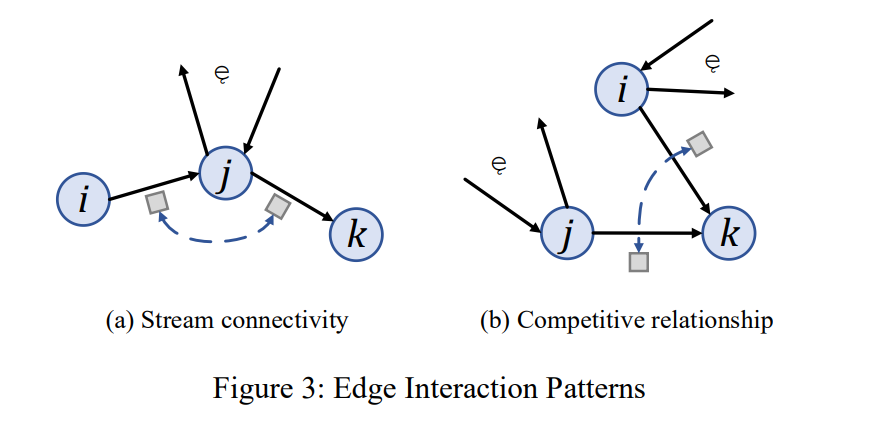 ę
i
j
k
(a) Stream connectivity
i
ę
ę
j
k
(b) Competitive relationship
Figure 3: Edge Interaction Patterns